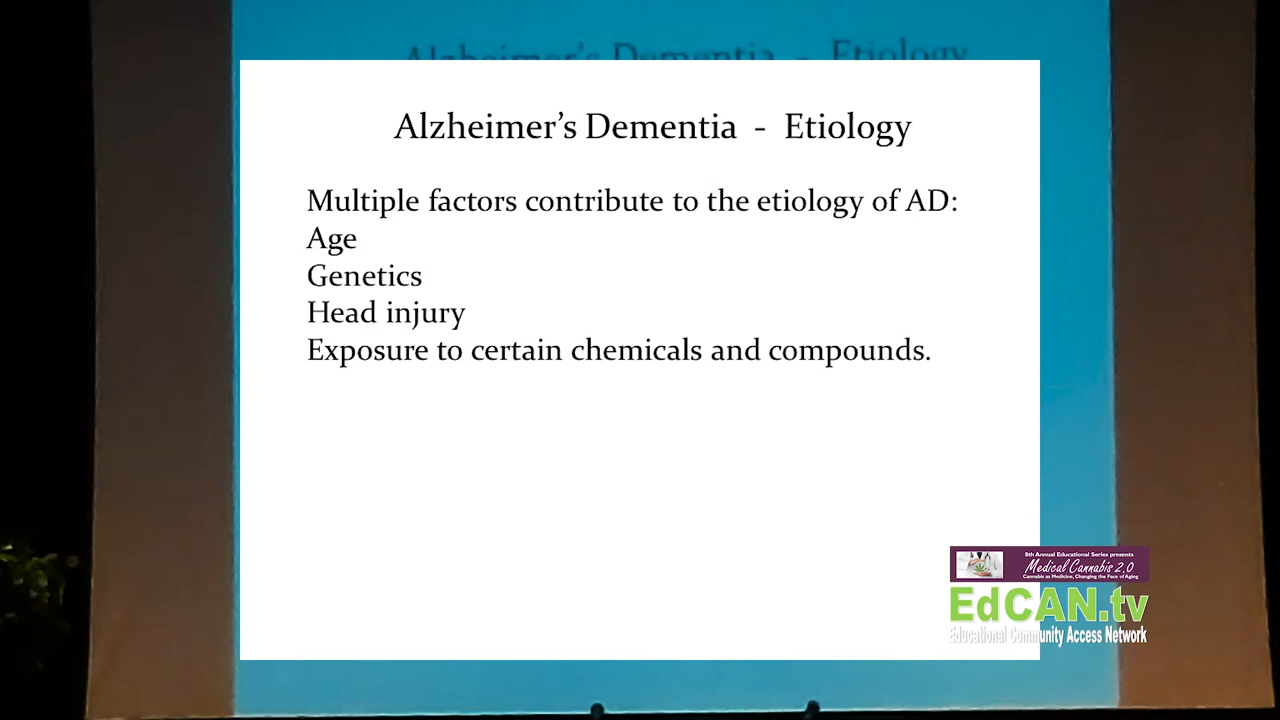 Alzheimer's Dementia - Etiology
Alzheimer's Dementia - Etiology
Multiple factors contribute to the etiology of AD:
Age
Genetics
Head injury
Exposure to certain chemicals and compounds.
8th Annual Educational Series presents
Medical Cannabis 2.0
Cannabis as Medicine, Changing the Face of Aging
EdCAN.tv
Educational Community Access Network